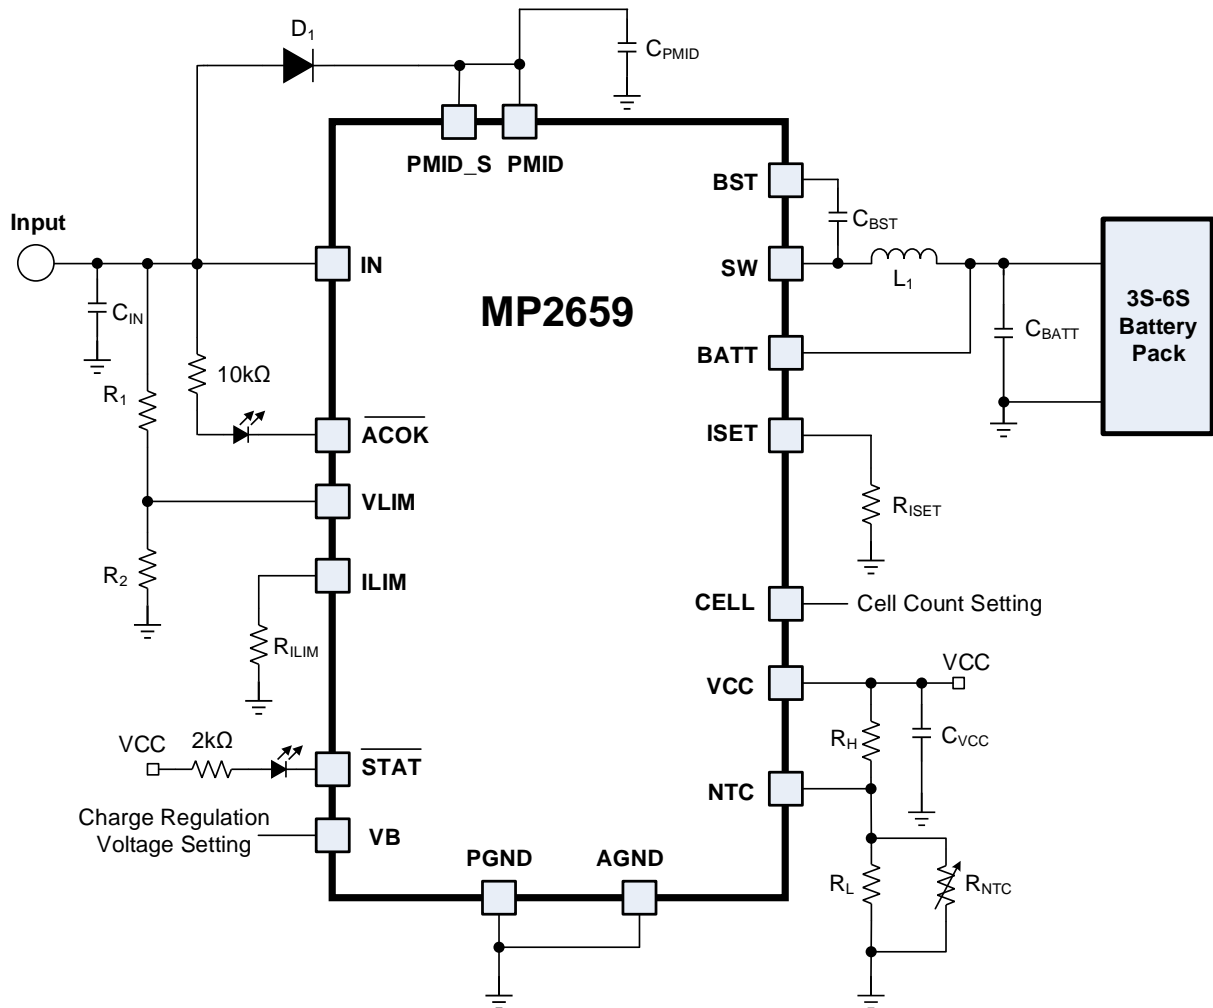 D1
CPMID
PMID_S
PMID
BST
CBST
Input
IN
SW
L1
MP2659
3S-6S
Battery
Pack
CIN
CBATT
BATT
10kΩ
R1
ACOK
ISET
VLIM
RISET
R2
ILIM
CELL
Cell Count Setting
RILIM
VCC
VCC
RH
CVCC
VCC
2kΩ
STAT
NTC
Charge Regulation
Voltage Setting
VB
PGND
AGND
RL
RNTC